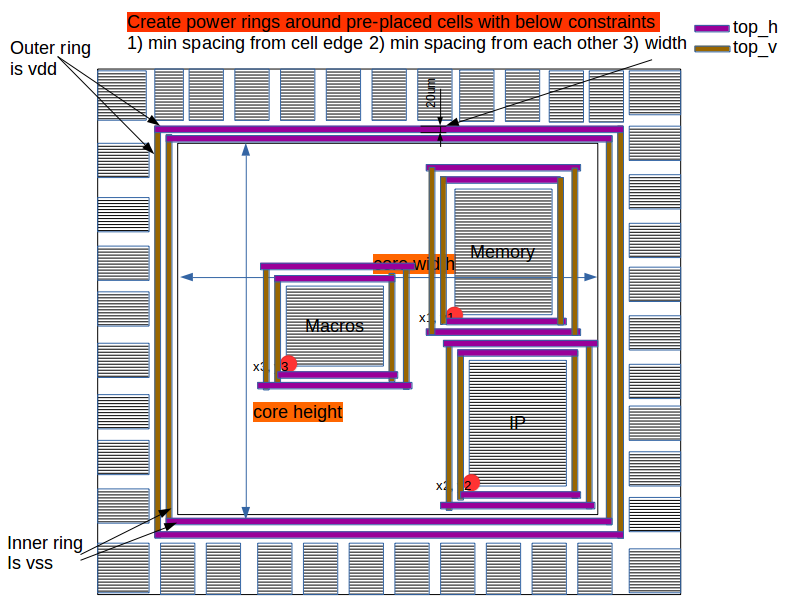 Create power rings around pre-placed cells with below constraints
1) min spacing from cell edge 2) min spacing from each other 3) width
top_h
top_v
Outer ring
is vdd
20um
Memory
core width
x1,
1
Macros
x3,
3
core height
IP
x2,
2
Inner ring
Is vss